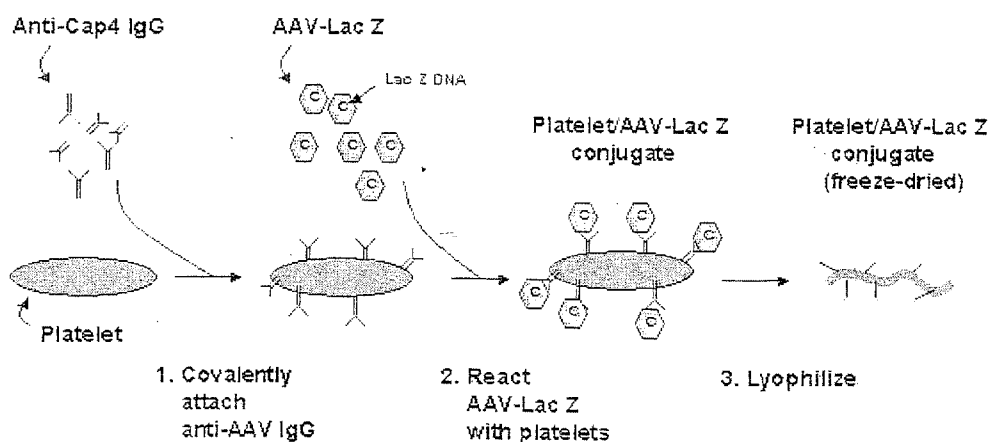 Anti-Cap4 IgG
AAV-Lac Z
Lac Z DNA
C
C
C
C
C
C
Platelet/AAV-Lac Z
conjugate
Platelet/AAV-Lac Z
conjugate
(freeze-dried)
C
C
C
C
C
C
Platelet
1. Covalently
attach
anti-AAV IgG
2. React
AAV-Lac Z
with platelets
3. Lyophilize